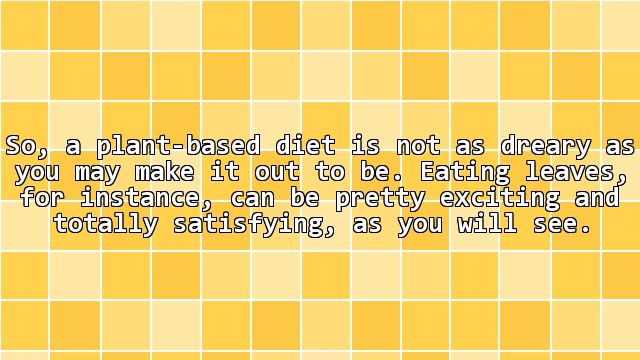 So, a plant-based diet is not as dreary as
you may make it out to be. Eating leaves,
for instance, can be pretty exciting and
totally satisfying, as you will see.